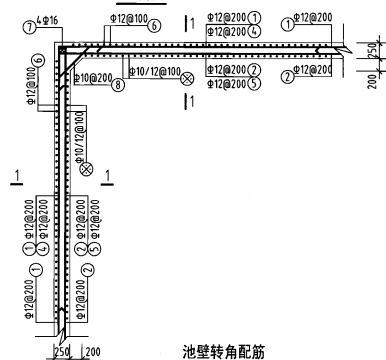 ⑦ 4Φ16
Φ12@100 ⑥
1
Φ12@200 ①
Φ12@200 ④
① Φ12@200
250
200
⑥ Φ12@100
Φ10@200 ⑧
Φ10/12@100
Φ12@200 ②
Φ12@200 ⑤
② Φ12@200
1
Φ10/12@100
1 1
① Φ12@200
④ Φ12@200
② Φ12@200
⑤ Φ12@200
Φ12@200 ①
Φ12@200 ②
250 200
池壁转角配筋